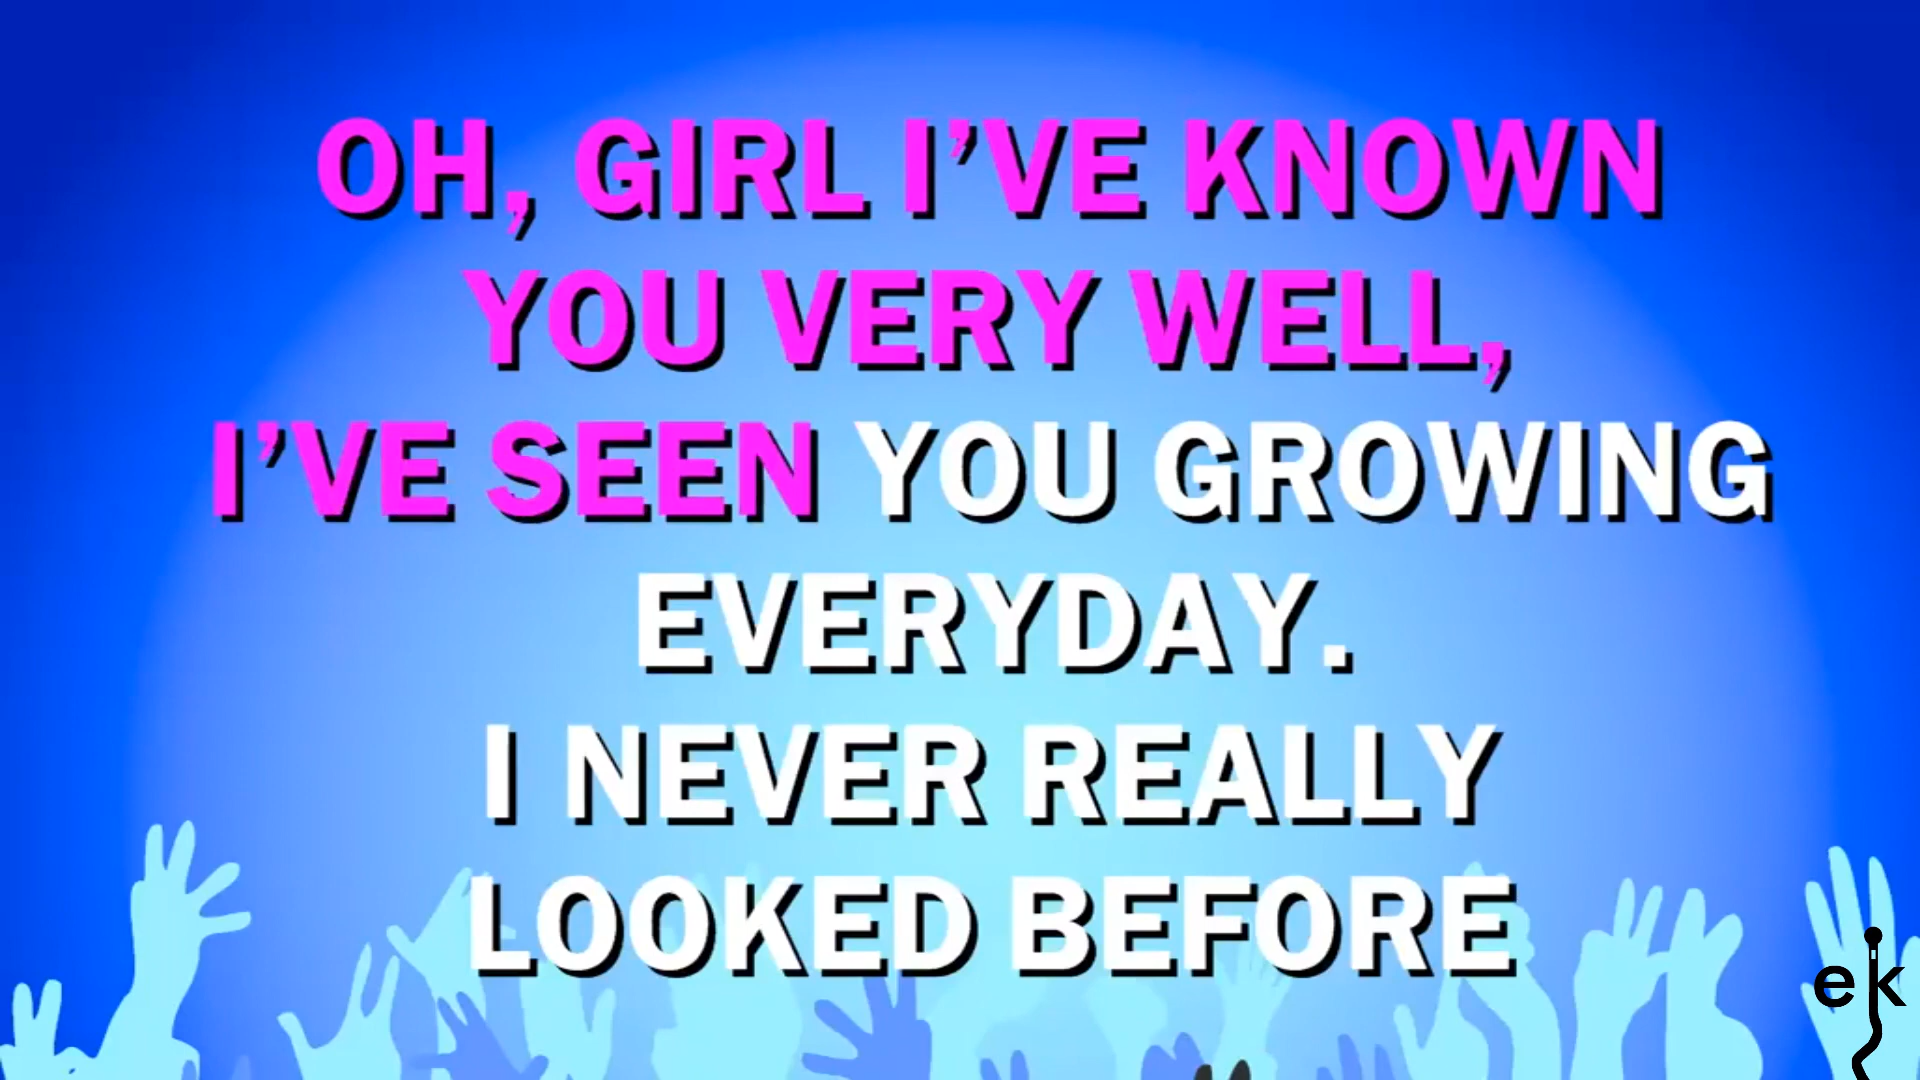 OH, GIRL I’VE KNOWN
YOU VERY WELL,
I’VE SEEN YOU GROWING
EVERYDAY.
I NEVER REALLY
LOOKED BEFORE
ek